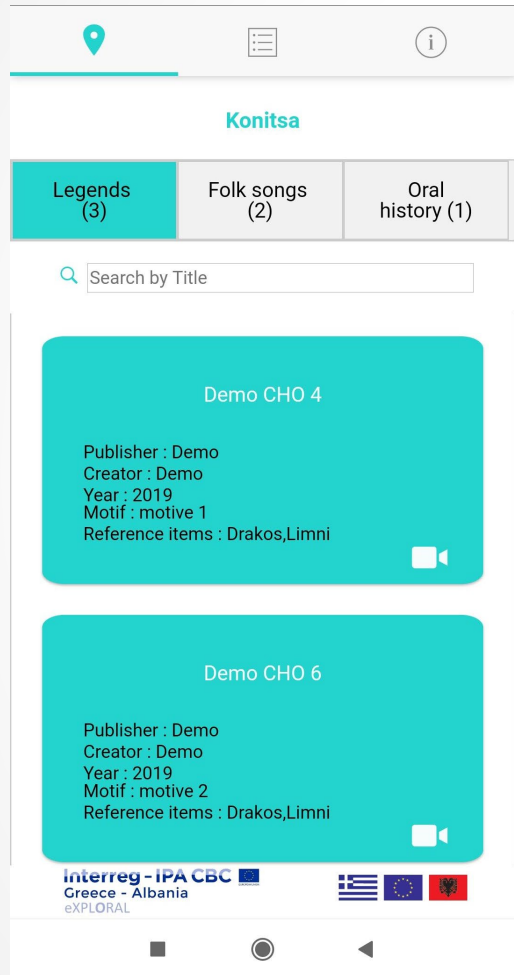 Konitsa
Legends
(3)
Folk songs
(2)
Oral
history (1)
Search by Title
Demo CHO 4
Publisher : Demo
Creator : Demo
Year : 2019
Motif : motive 1
Reference items : Drakos,Limni
Demo CHO 6
Publisher : Demo
Creator : Demo
Year : 2019
Motif : motive 2
Reference items : Drakos,Limni
Interreg - IPA CBC
Greece - Albania
eXPLORAL